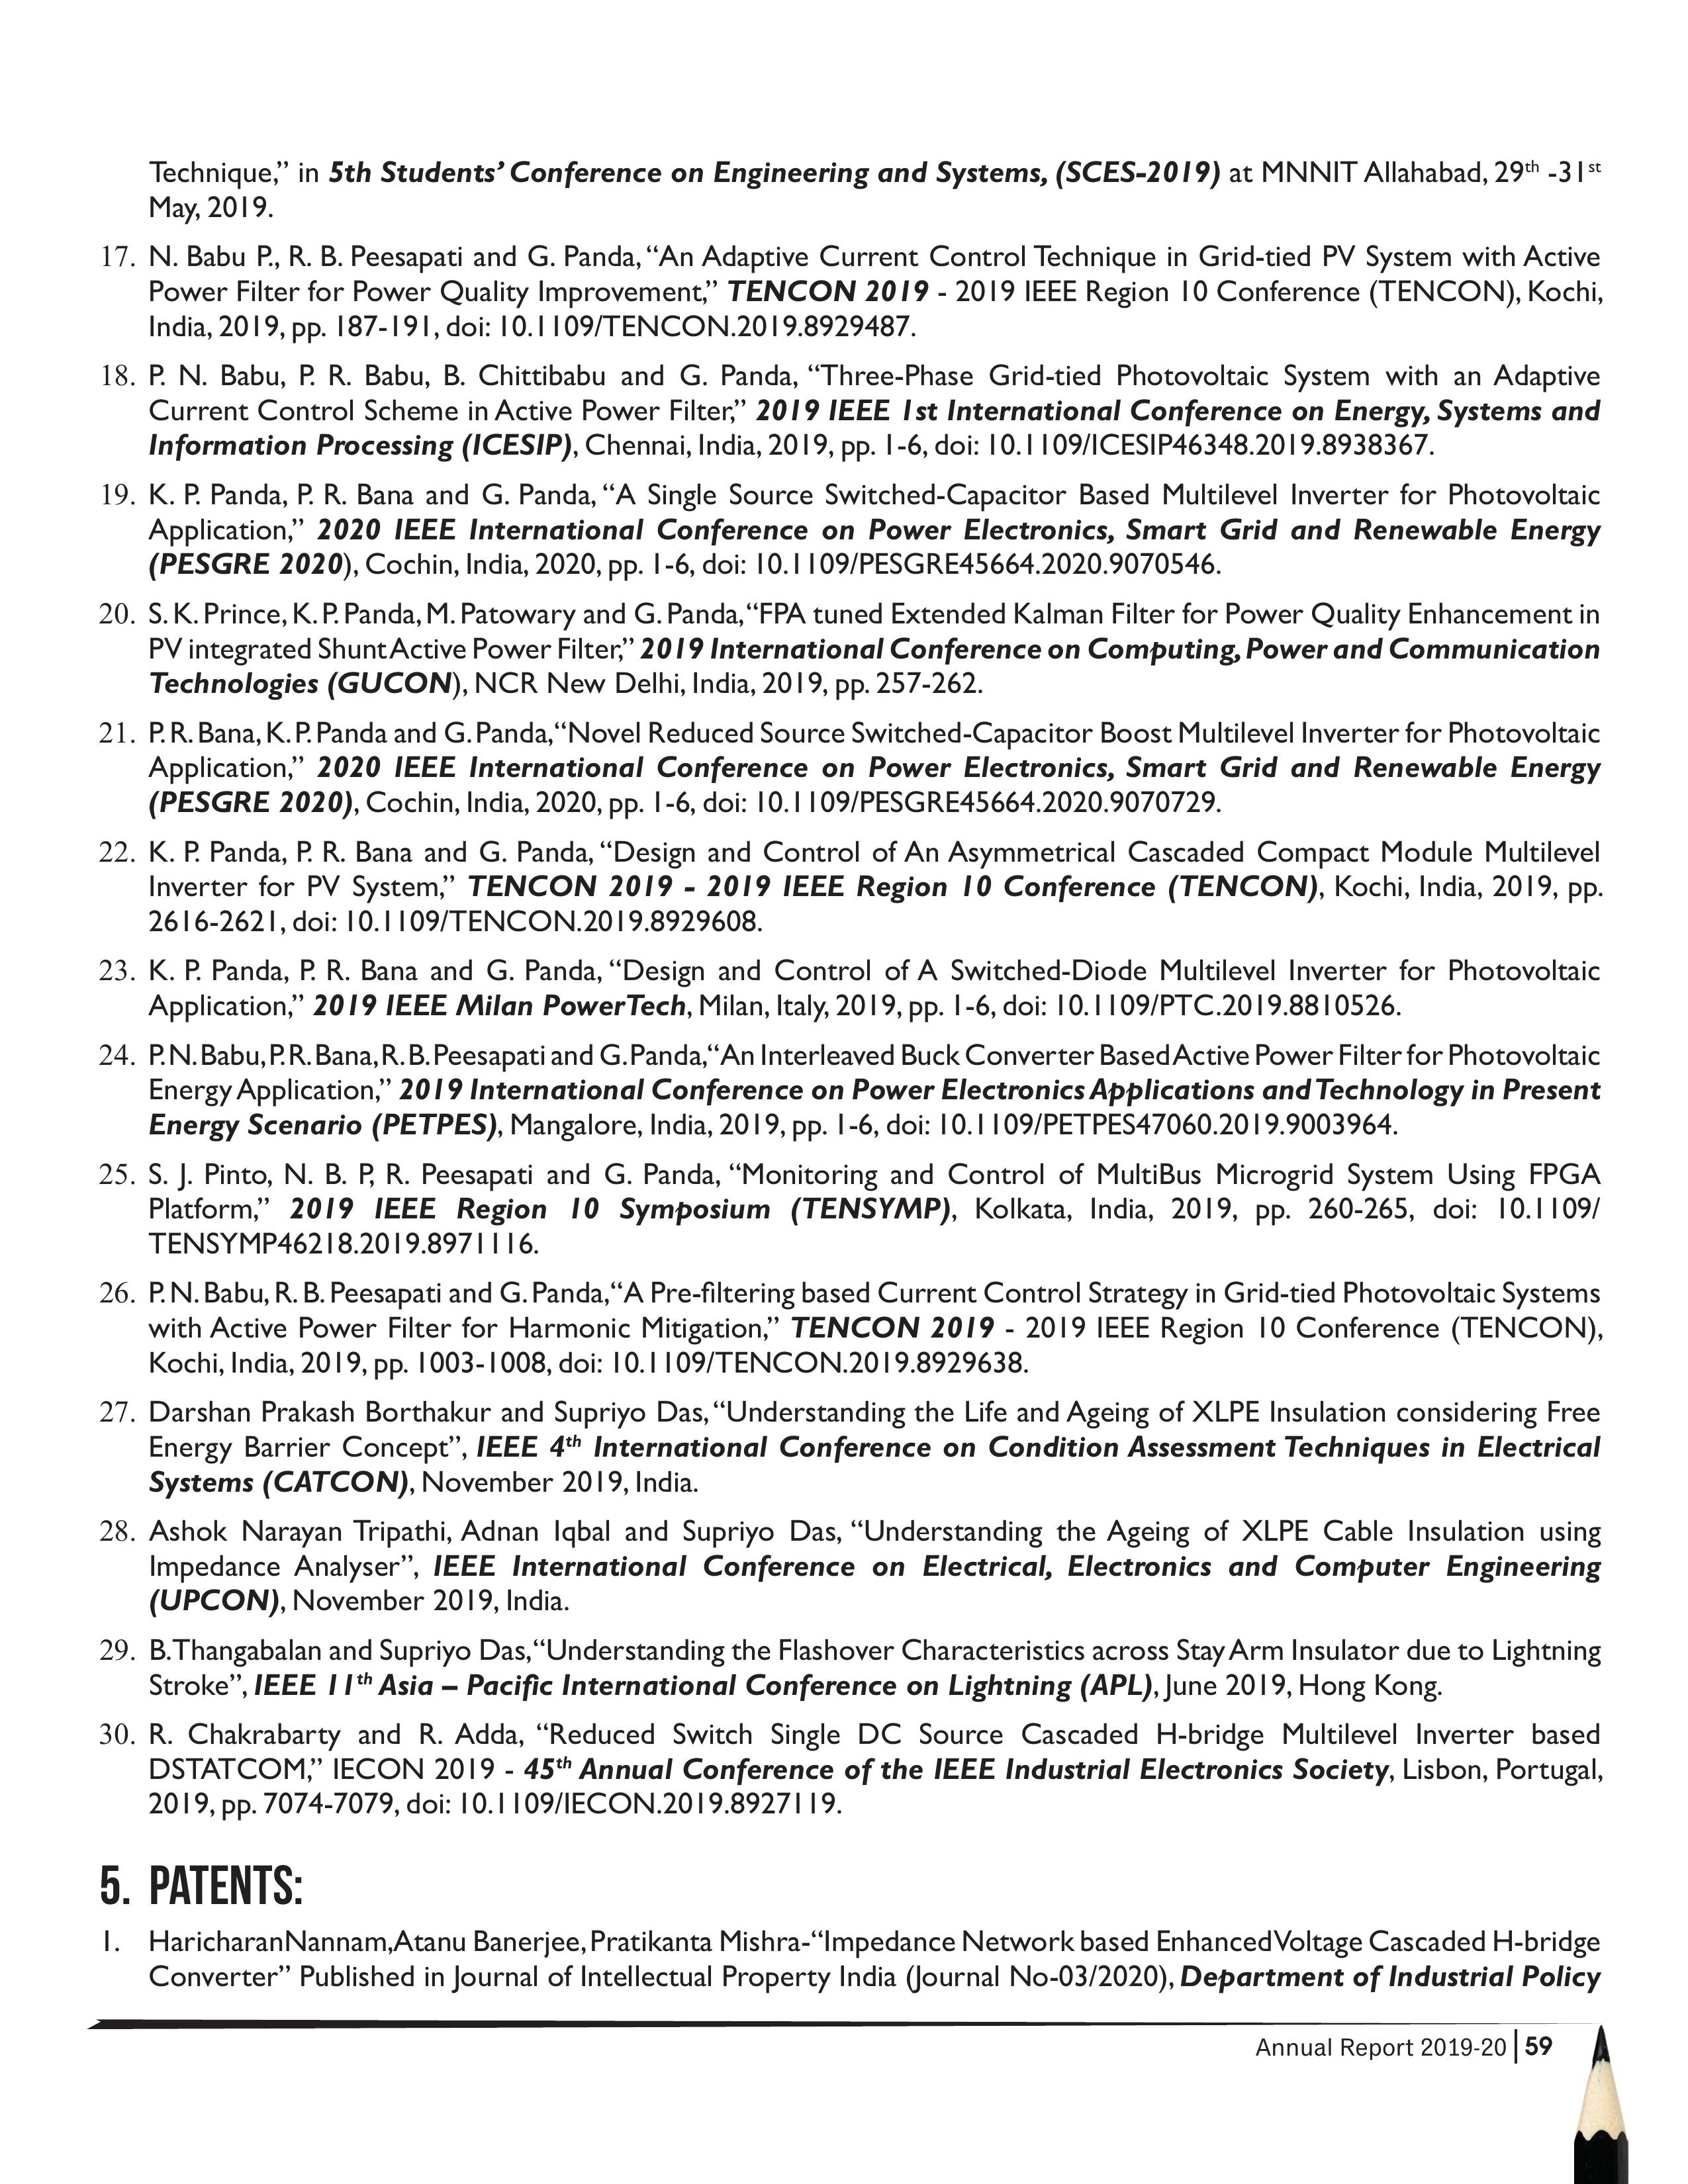 Technique,” in 5th Students’ Conference on Engineering and Systems, (SCES-2019) at MNNIT Allahabad, 29th -31st
May, 2019.
17. N. Babu P., R. B. Peesapati and G. Panda, “An Adaptive Current Control Technique in Grid-tied PV System with Active
Power Filter for Power Quality Improvement,” TENCON 2019 - 2019 IEEE Region 10 Conference (TENCON), Kochi,
India, 2019, pp. 187-191, doi: 10.1109/TENCON.2019.8929487.
18. P. N. Babu, P. R. Babu, B. Chittibabu and G. Panda, “Three-Phase Grid-tied Photovoltaic System with an Adaptive
Current Control Scheme in Active Power Filter,” 2019 IEEE 1st International Conference on Energy, Systems and
Information Processing (ICESIP), Chennai, India, 2019, pp. 1-6, doi: 10.1109/ICESIP46348.2019.8938367.
19. K. P. Panda, P. R. Bana and G. Panda, “A Single Source Switched-Capacitor Based Multilevel Inverter for Photovoltaic
Application,” 2020 IEEE International Conference on Power Electronics, Smart Grid and Renewable Energy
(PESGRE 2020), Cochin, India, 2020, pp. 1-6, doi: 10.1109/PESGRE45664.2020.9070546.
20. S. K. Prince, K. P. Panda, M. Patowary and G. Panda, “FPA tuned Extended Kalman Filter for Power Quality Enhancement in
PV integrated Shunt Active Power Filter,” 2019 International Conference on Computing, Power and Communication
Technologies (GUCON), NCR New Delhi, India, 2019, pp. 257-262.
21. P. R. Bana, K. P. Panda and G. Panda, “Novel Reduced Source Switched-Capacitor Boost Multilevel Inverter for Photovoltaic
Application,” 2020 IEEE International Conference on Power Electronics, Smart Grid and Renewable Energy
(PESGRE 2020), Cochin, India, 2020, pp. 1-6, doi: 10.1109/PESGRE45664.2020.9070729.
22. K. P. Panda, P. R. Bana and G. Panda, “Design and Control of An Asymmetrical Cascaded Compact Module Multilevel
Inverter for PV System,” TENCON 2019 - 2019 IEEE Region 10 Conference (TENCON), Kochi, India, 2019, pp.
2616-2621, doi: 10.1109/TENCON.2019.8929608.
23. K. P. Panda, P. R. Bana and G. Panda, “Design and Control of A Switched-Diode Multilevel Inverter for Photovoltaic
Application,” 2019 IEEE Milan PowerTech, Milan, Italy, 2019, pp. 1-6, doi: 10.1109/PTC.2019.8810526.
24. P. N. Babu, P. R. Bana, R. B. Peesapati and G. Panda, “An Interleaved Buck Converter Based Active Power Filter for Photovoltaic
Energy Application,” 2019 International Conference on Power Electronics Applications and Technology in Present
Energy Scenario (PETPES), Mangalore, India, 2019, pp. 1-6, doi: 10.1109/PETPES47060.2019.9003964.
25. S. J. Pinto, N. B. P, R. Peesapati and G. Panda, “Monitoring and Control of MultiBus Microgrid System Using FPGA
Platform,” 2019 IEEE Region 10 Symposium (TENSYMP), Kolkata, India, 2019, pp. 260-265, doi: 10.1109/
TENSYMP46218.2019.8971116.
26. P. N. Babu, R. B. Peesapati and G. Panda, “A Pre-filtering based Current Control Strategy in Grid-tied Photovoltaic Systems
with Active Power Filter for Harmonic Mitigation,” TENCON 2019 - 2019 IEEE Region 10 Conference (TENCON),
Kochi, India, 2019, pp. 1003-1008, doi: 10.1109/TENCON.2019.8929638.
27. Darshan Prakash Borthakur and Supriyo Das, “Understanding the Life and Ageing of XLPE Insulation considering Free
Energy Barrier Concept”, IEEE 4th International Conference on Condition Assessment Techniques in Electrical
Systems (CATCON), November 2019, India.
28. Ashok Narayan Tripathi, Adnan Iqbal and Supriyo Das, “Understanding the Ageing of XLPE Cable Insulation using
Impedance Analyser”, IEEE International Conference on Electrical, Electronics and Computer Engineering
(UPCON), November 2019, India.
29. B. Thangabalan and Supriyo Das, “Understanding the Flashover Characteristics across Stay Arm Insulator due to Lightning
Stroke”, IEEE 11th Asia – Pacific International Conference on Lightning (APL), June 2019, Hong Kong.
30. R. Chakrabarty and R. Adda, “Reduced Switch Single DC Source Cascaded H-bridge Multilevel Inverter based
DSTATCOM,” IECON 2019 - 45th Annual Conference of the IEEE Industrial Electronics Society, Lisbon, Portugal,
2019, pp. 7074-7079, doi: 10.1109/IECON.2019.8927119.
5. PATENTS:
1. HaricharanNannam,Atanu Banerjee, Pratikanta Mishra-“Impedance Network based Enhanced Voltage Cascaded H-bridge
Converter” Published in Journal of Intellectual Property India (Journal No-03/2020), Department of Industrial Policy
Annual Report 2019-20 | 59